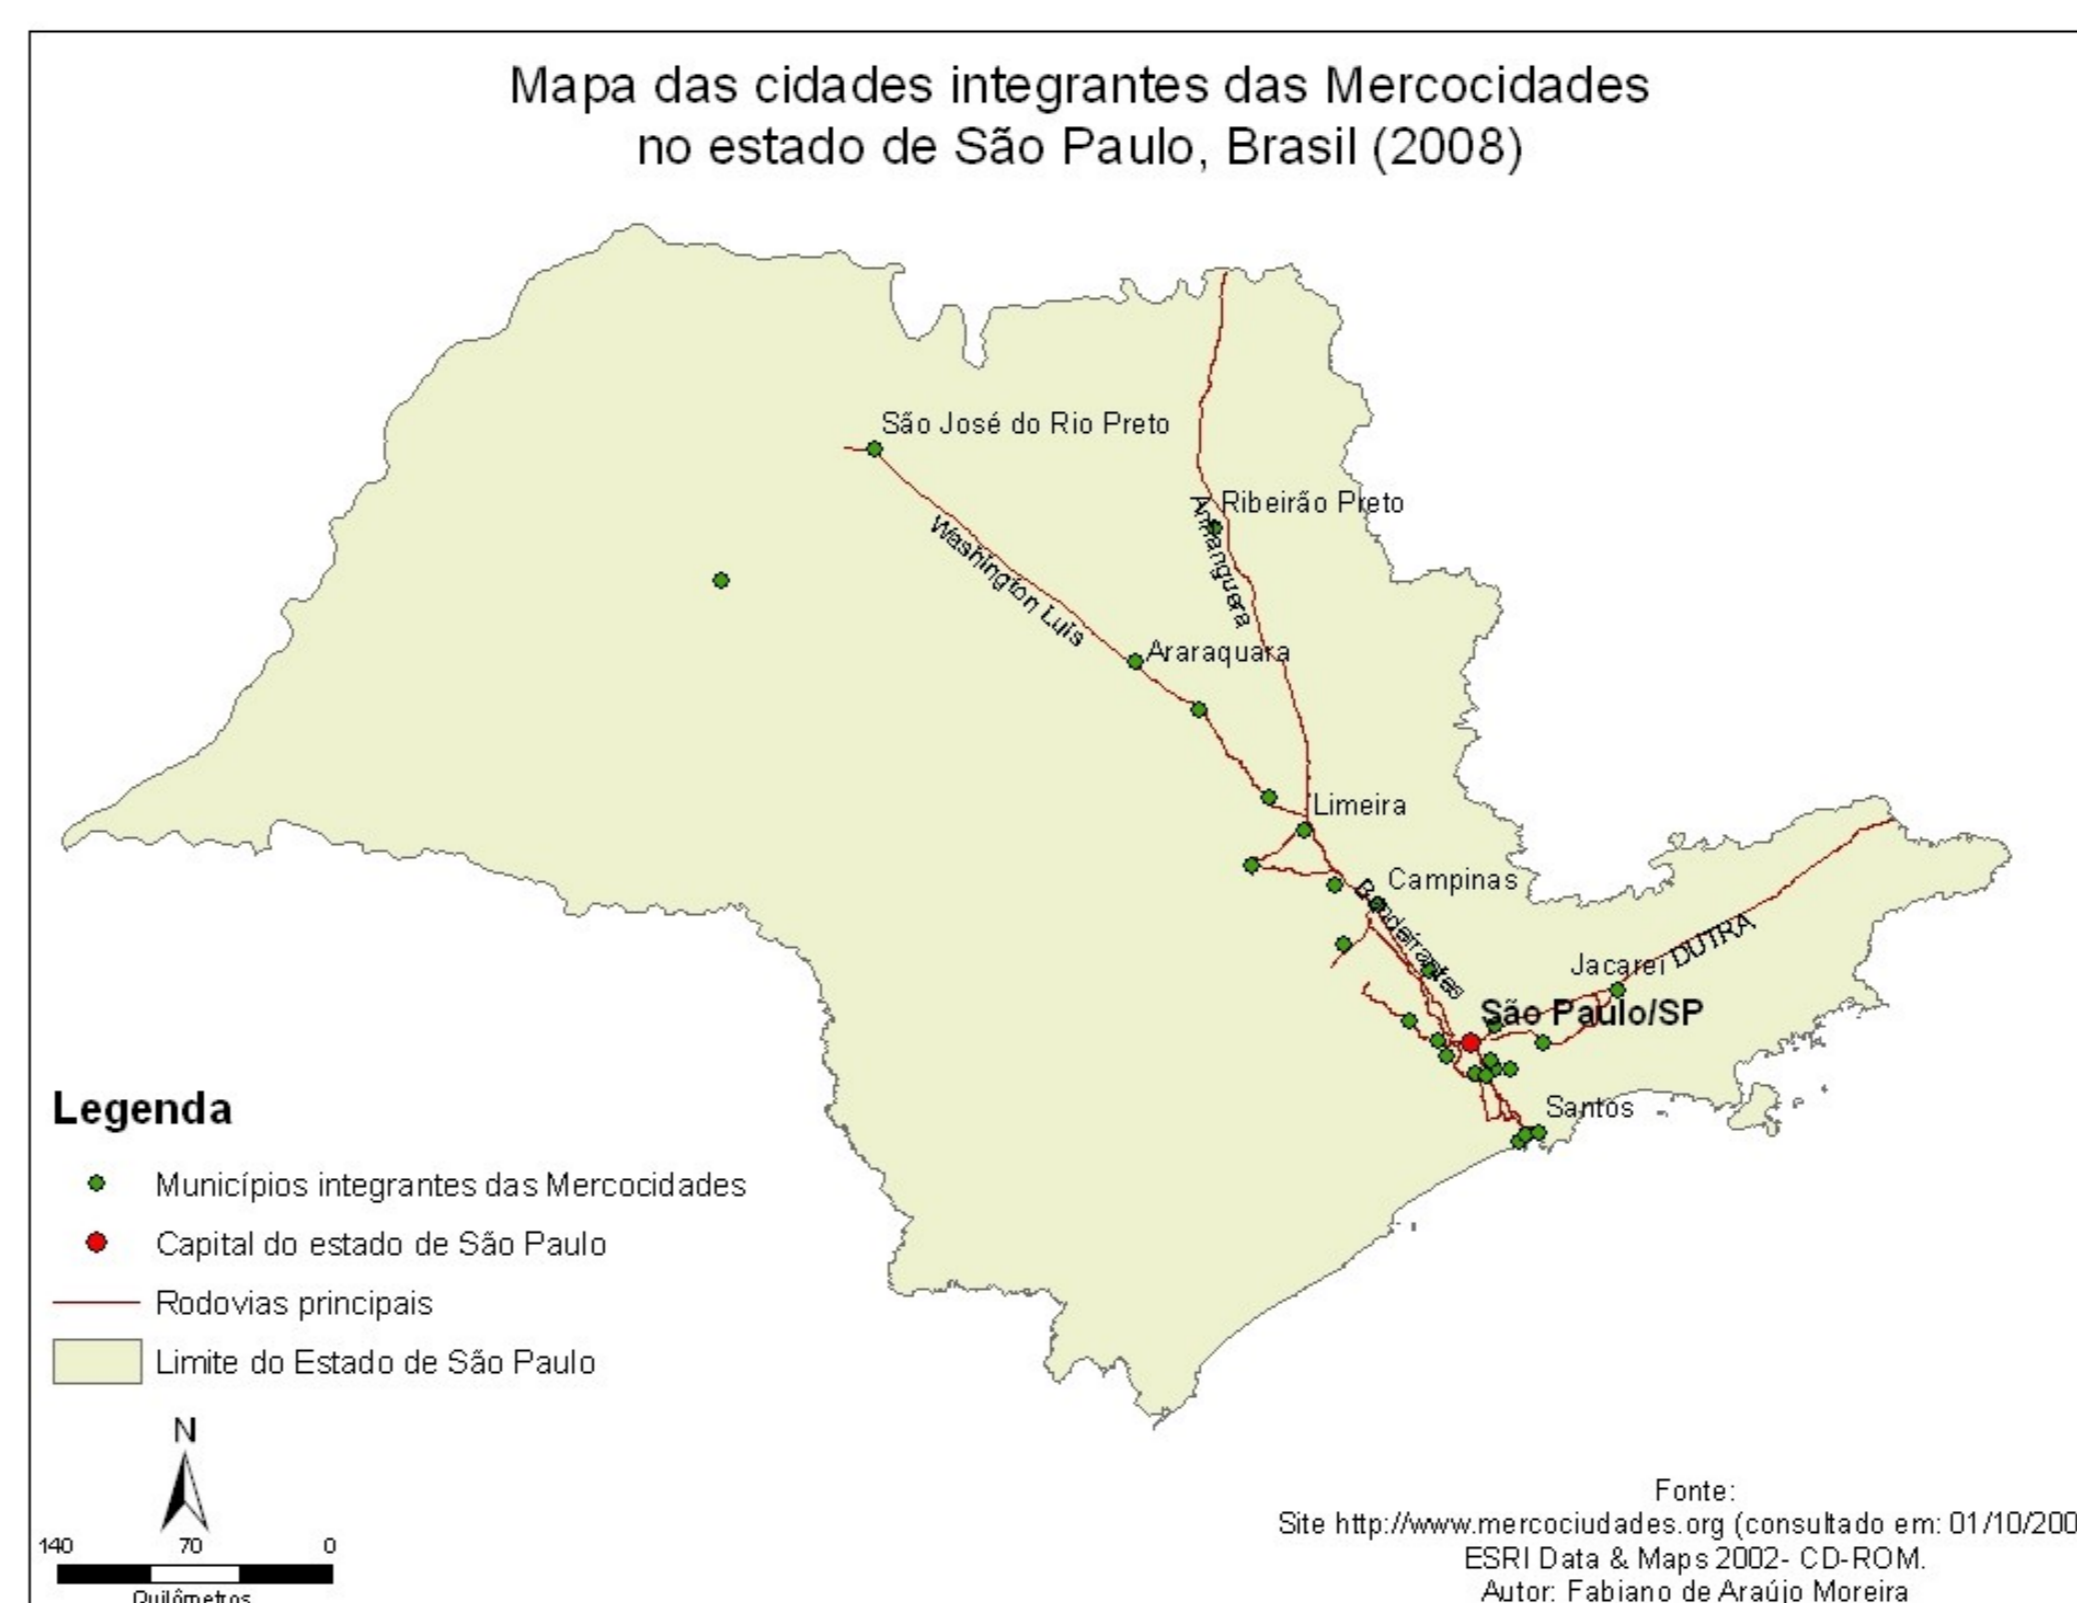 Mapa das cidades integrantes das Mercocidades
no estado de São Paulo, Brasil (2008)
São José do Rio Preto
Ribeirão Preto
Anhanguera
Washington Luís
Araraquara
Limeira
Campinas
Bandeirantes
Jacareí
DUTRA
São Paulo/SP
Santos
Legenda
Municípios integrantes das Mercocidades
Capital do estado de São Paulo
Rodovias principais
Limite do Estado de São Paulo
N
140 70 0
Quilômetros
Fonte:
Site http://www.mercociudades.org (consultado em: 01/10/200
ESRI Data & Maps 2002- CD-ROM.
Autor: Fabiano de Araújo Moreira